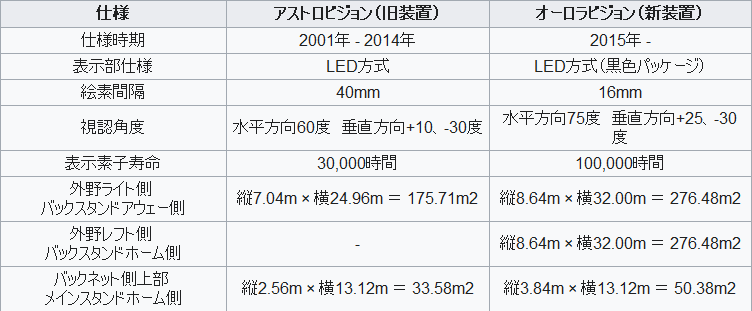 仕様 アストロビジョン（旧装置） オーロラビジョン（新装置）
仕様時期 2001年 - 2014年 2015年 -
表示部仕様 LED方式 LED方式（黒色パッケージ）
絵素間隔 40mm 16mm
視認角度 水平方向60度　垂直方向+10、-30度 水平方向75度　垂直方向+25、-30
度
表示素子寿命 30,000時間 100,000時間
外野ライト側
バックスタンドアウェー側 縦7.04m × 横24.96m ＝ 175.71m2 縦8.64m × 横32.00m ＝ 276.48m2
外野レフト側
バックスタンドホーム側 - 縦8.64m × 横32.00m ＝ 276.48m2
バックネット側上部
メインスタンドホーム側 縦2.56m × 横13.12m ＝ 33.58m2 縦3.84m × 横13.12m ＝ 50.38m2